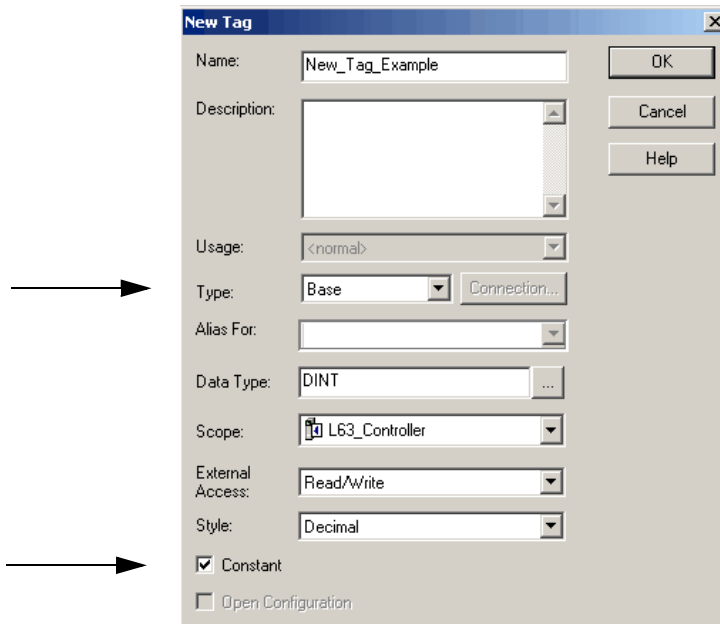 New Tag
Name: New_Tag_Example
OK
Description:
Cancel
Help
Usage: <normal>
Type: Base Connection...
Alias For:
Data Type: DINT ...
Scope: L63_Controller
External
Access: Read/Write
Style: Decimal
Constant
Open Configuration